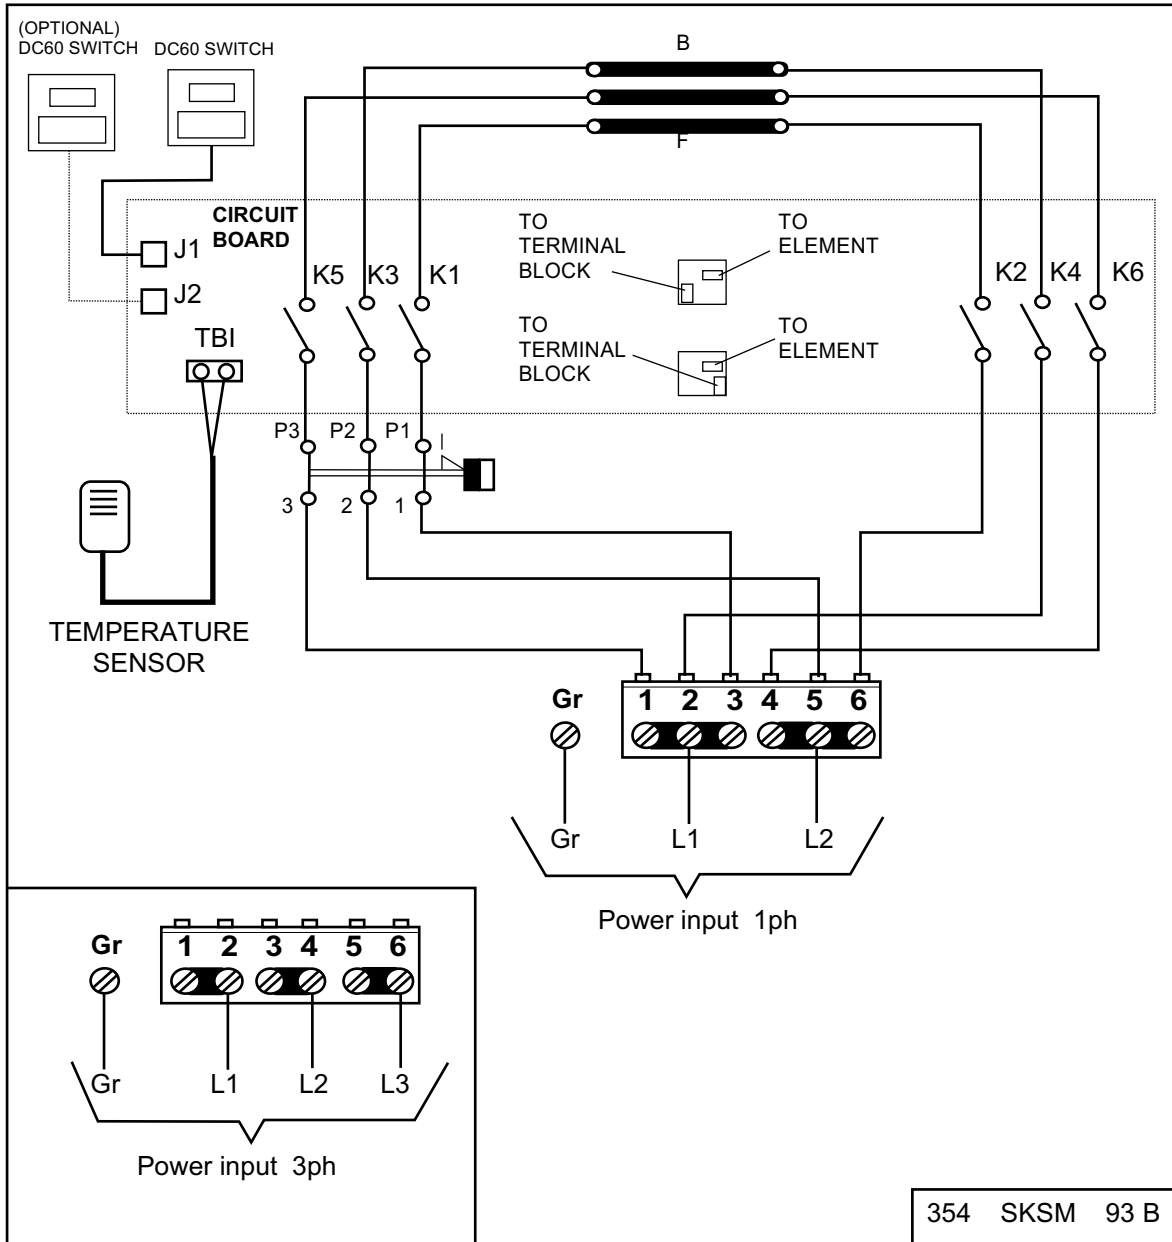 (OPTIONAL)
DC60 SWITCH
DC60 SWITCH
B
F
CIRCUIT
BOARD
J1
J2
K5
K3
K1
TO
TERMINAL
BLOCK
TO
ELEMENT
K2
K4
K6
TO
TERMINAL
BLOCK
TO
ELEMENT
TBI
P3
P2
P1
3
2
1
TEMPERATURE
SENSOR
Gr
1 2 3 4 5 6
Gr
L1
L2
Power input 1ph
Gr
1 2 3 4 5 6
Gr
L1
L2
L3
Power input 3ph
354 SKSM 93 B